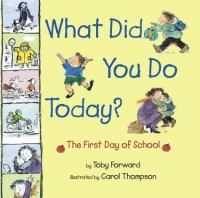 What Did
You Do
Today?
The First Day of School
by Toby Forward
illustrated by Carol Thompson